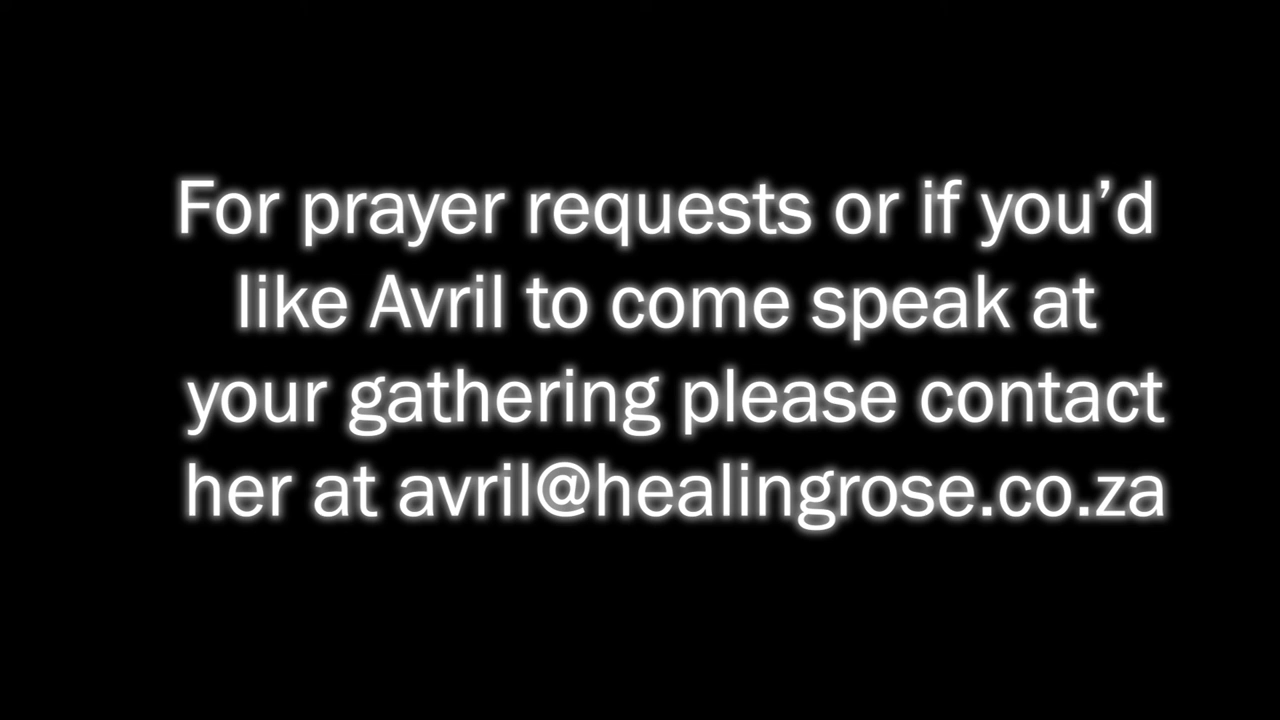 For prayer requests or if you’d
like Avril to come speak at
your gathering please contact
her at avril@healingrose.co.za